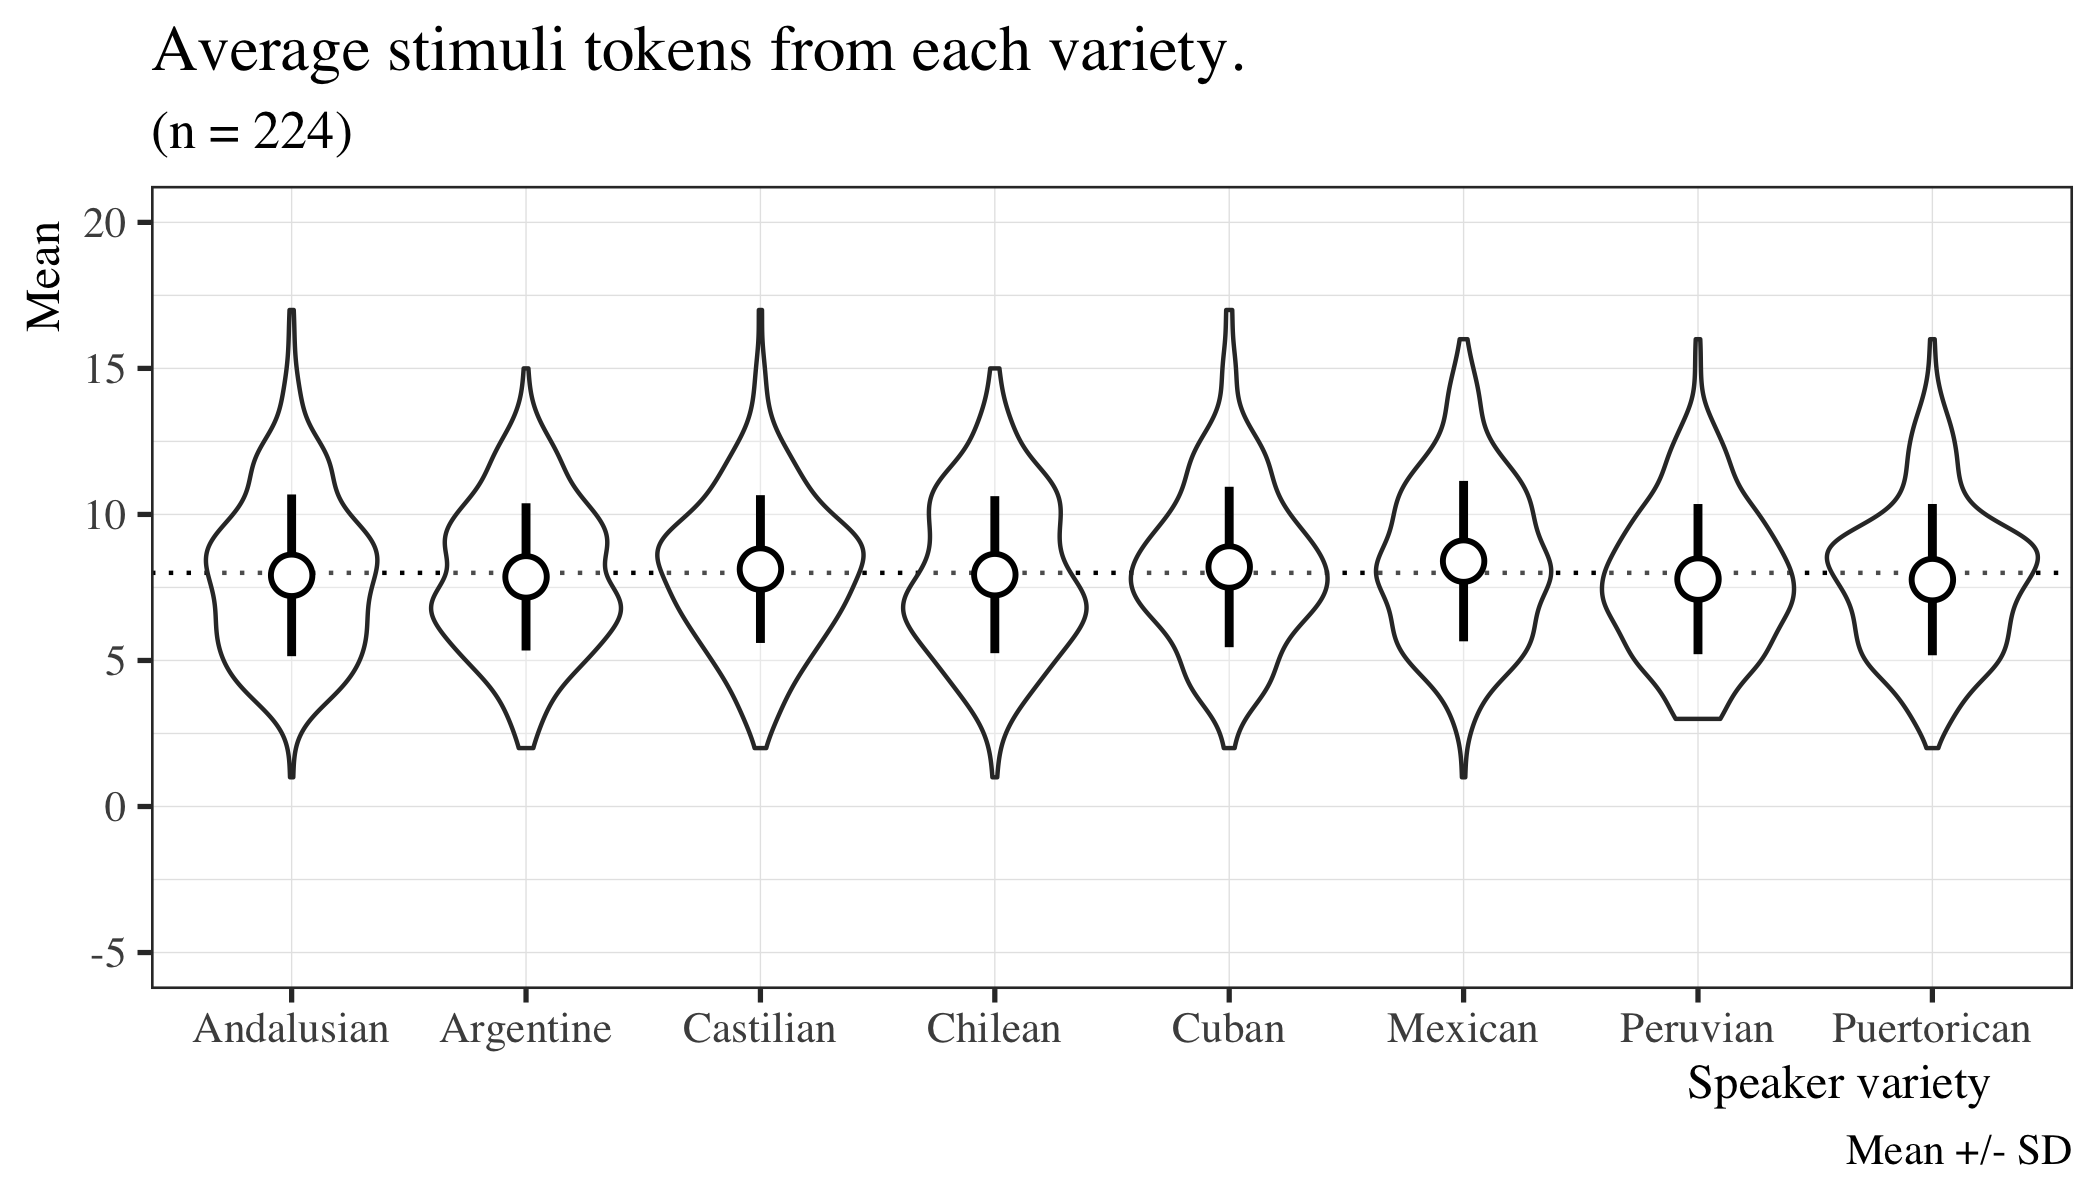 Average stimuli tokens from each variety.
(n = 224)
Mean
20
15
10
5
0
-5
Andalusian Argentine Castilian Chilean Cuban Mexican Peruvian Puertorican
Speaker variety
Mean +/- SD